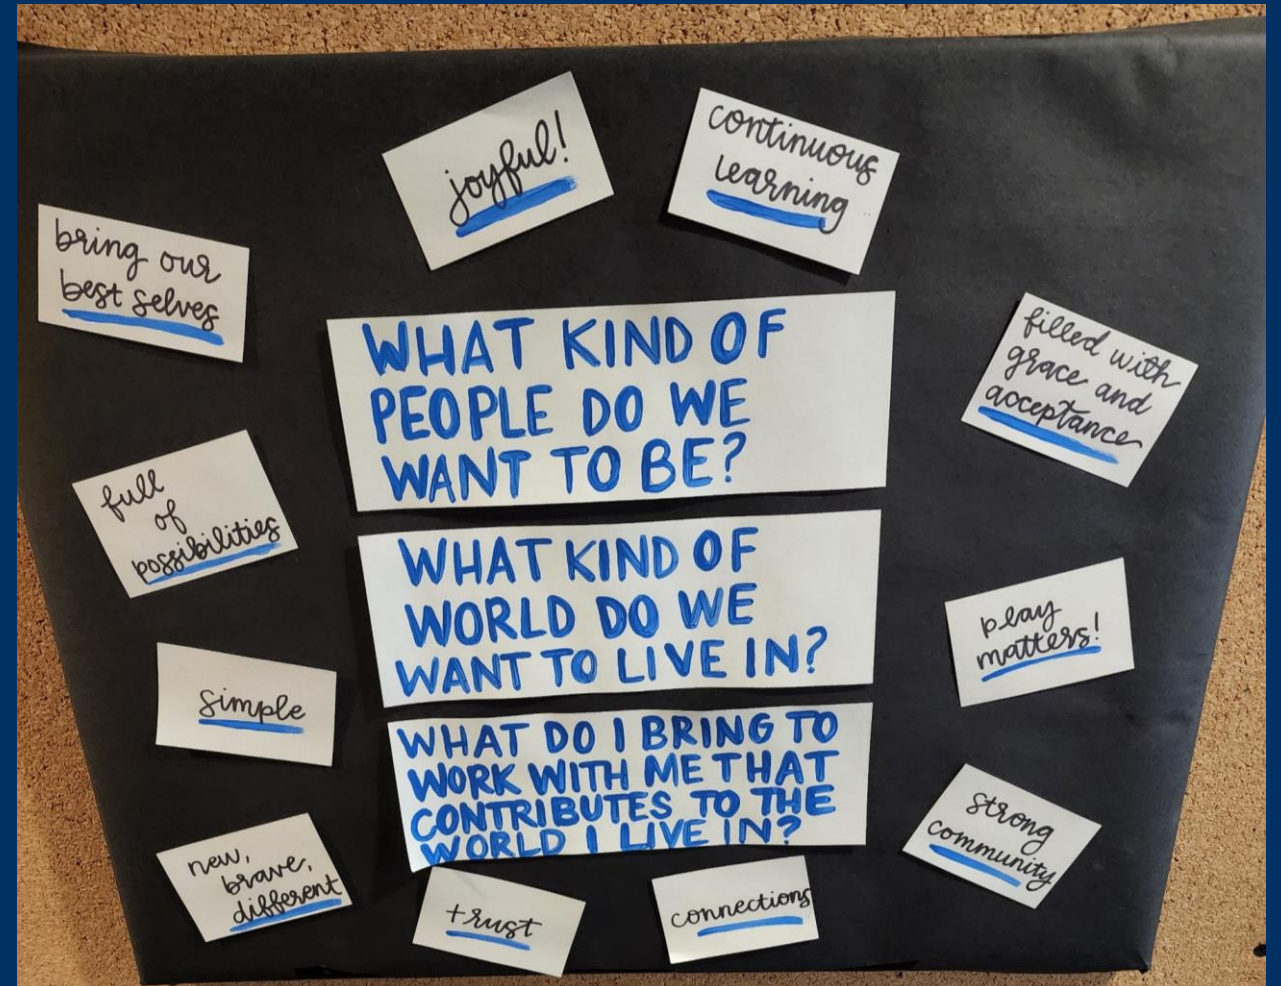 joyful!
continuous
learning
bring our
best selves
filled with
grace and
acceptance
WHAT KIND OF
PEOPLE DO WE
WANT TO BE?
full
of
possibilities
WHAT KIND OF
WORLD DO WE
WANT TO LIVE IN?
play
matters!
simple
WHAT DO I BRING TO
WORK WITH ME THAT
CONTRIBUTES TO THE
WORLD I LIVE IN?
strong
community
new,
brave,
different
trust
connections